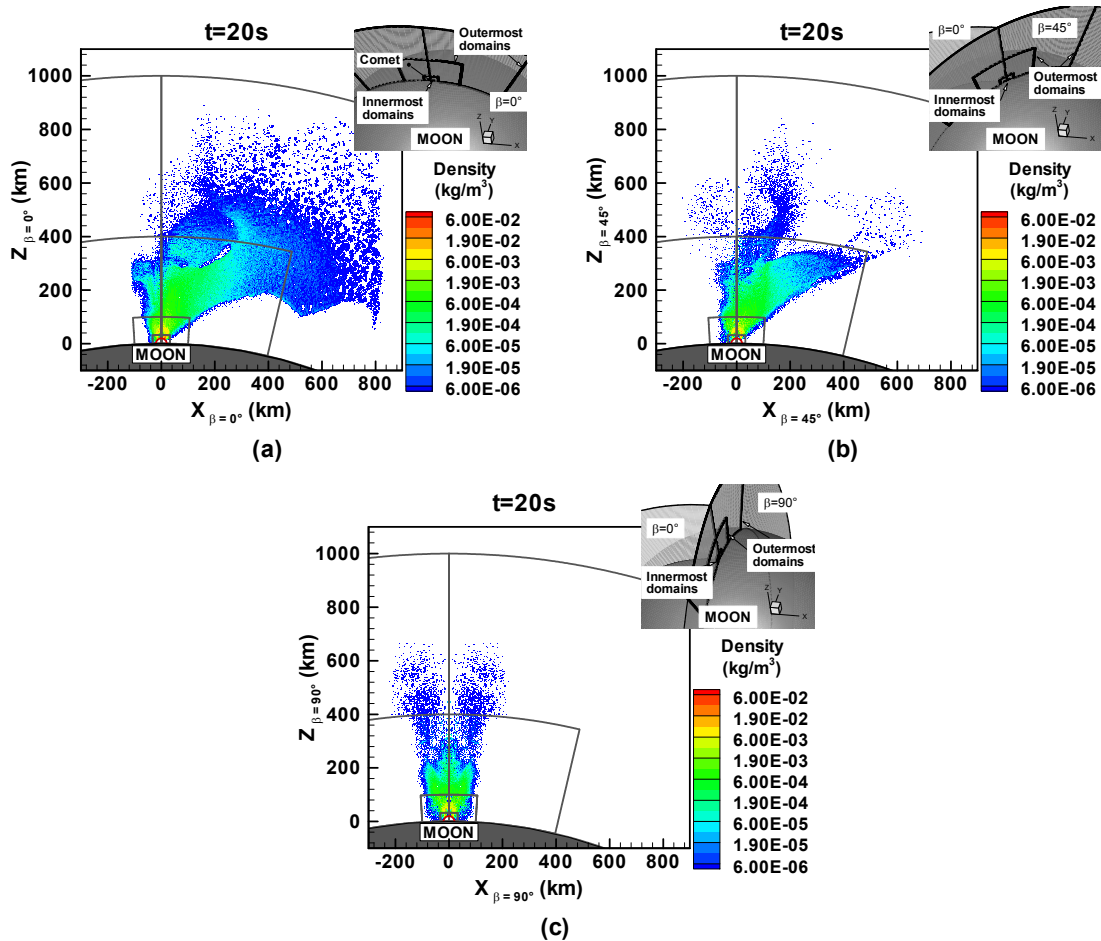 t=20s
Outermost
domains
Comet
Innermost
domains
β=0°
MOON
Z
Y
X
Density
(kg/m³)
6.00E-02
1.90E-02
6.00E-03
1.90E-03
6.00E-04
1.90E-04
6.00E-05
1.90E-05
6.00E-06
Z β = 0° (km)
1000
800
600
400
200
0
MOON
-200 0 200 400 600 800
X β = 0° (km)
(a)
t=20s
β=0°
β=45°
Outermost
domains
Innermost
domains
MOON
Z
Y
X
Density
(kg/m³)
6.00E-02
1.90E-02
6.00E-03
1.90E-03
6.00E-04
1.90E-04
6.00E-05
1.90E-05
6.00E-06
Z β = 45° (km)
1000
800
600
400
200
0
MOON
-200 0 200 400 600 800
X β = 45° (km)
(b)
t=20s
β=90°
β=0°
Outermost
domains
Innermost
domains
MOON
Z
Y
X
Density
(kg/m³)
6.00E-02
1.90E-02
6.00E-03
1.90E-03
6.00E-04
1.90E-04
6.00E-05
1.90E-05
6.00E-06
Z β = 90° (km)
1000
800
600
400
200
0
MOON
-200 0 200 400 600 800
X β = 90° (km)
(c)